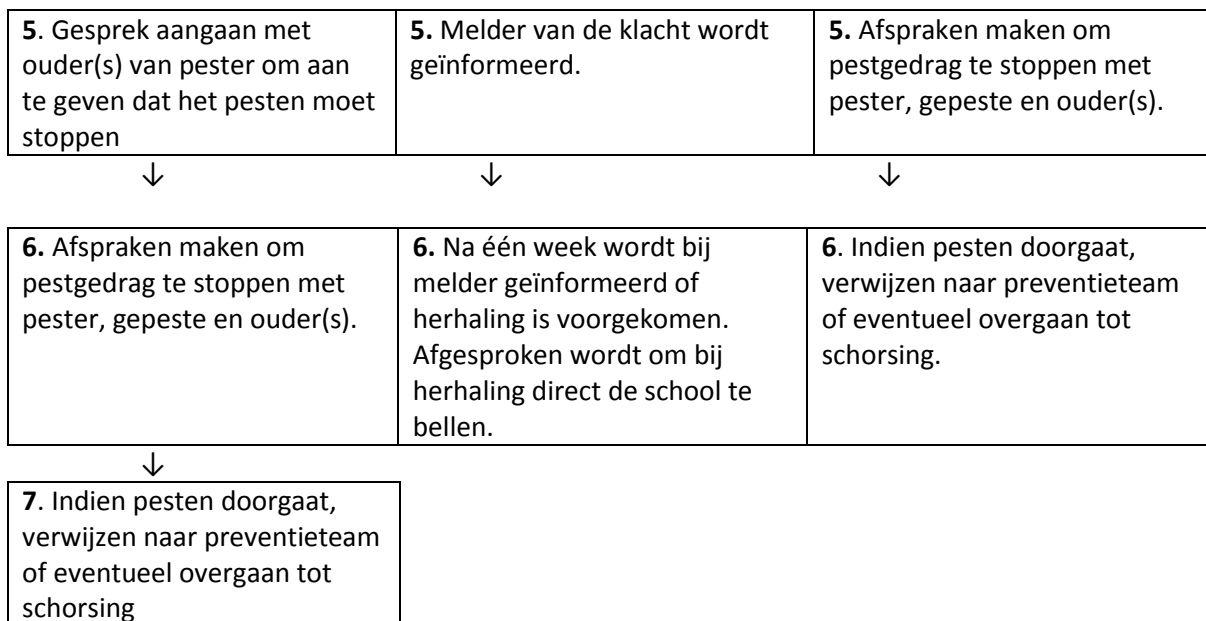 5. Gesprek aangaan met
ouder(s) van pester om aan
te geven dat het pesten moet
stoppen
5. Melder van de klacht wordt
geïnformeerd.
5. Afspraken maken om
pestgedrag te stoppen met
pester, gepeste en ouder(s).
↓ ↓ ↓
6. Afspraken maken om
pestgedrag te stoppen met
pester, gepeste en ouder(s).
6. Na één week wordt bij
melder geïnformeerd of
herhaling is voorgekomen.
Afgesproken wordt om bij
herhaling direct de school te
bellen.
6. Indien pesten doorgaat,
verwijzen naar preventieteam
of eventueel overgaan tot
schorsing.
↓
7. Indien pesten doorgaat,
verwijzen naar preventieteam
of eventueel overgaan tot
schorsing